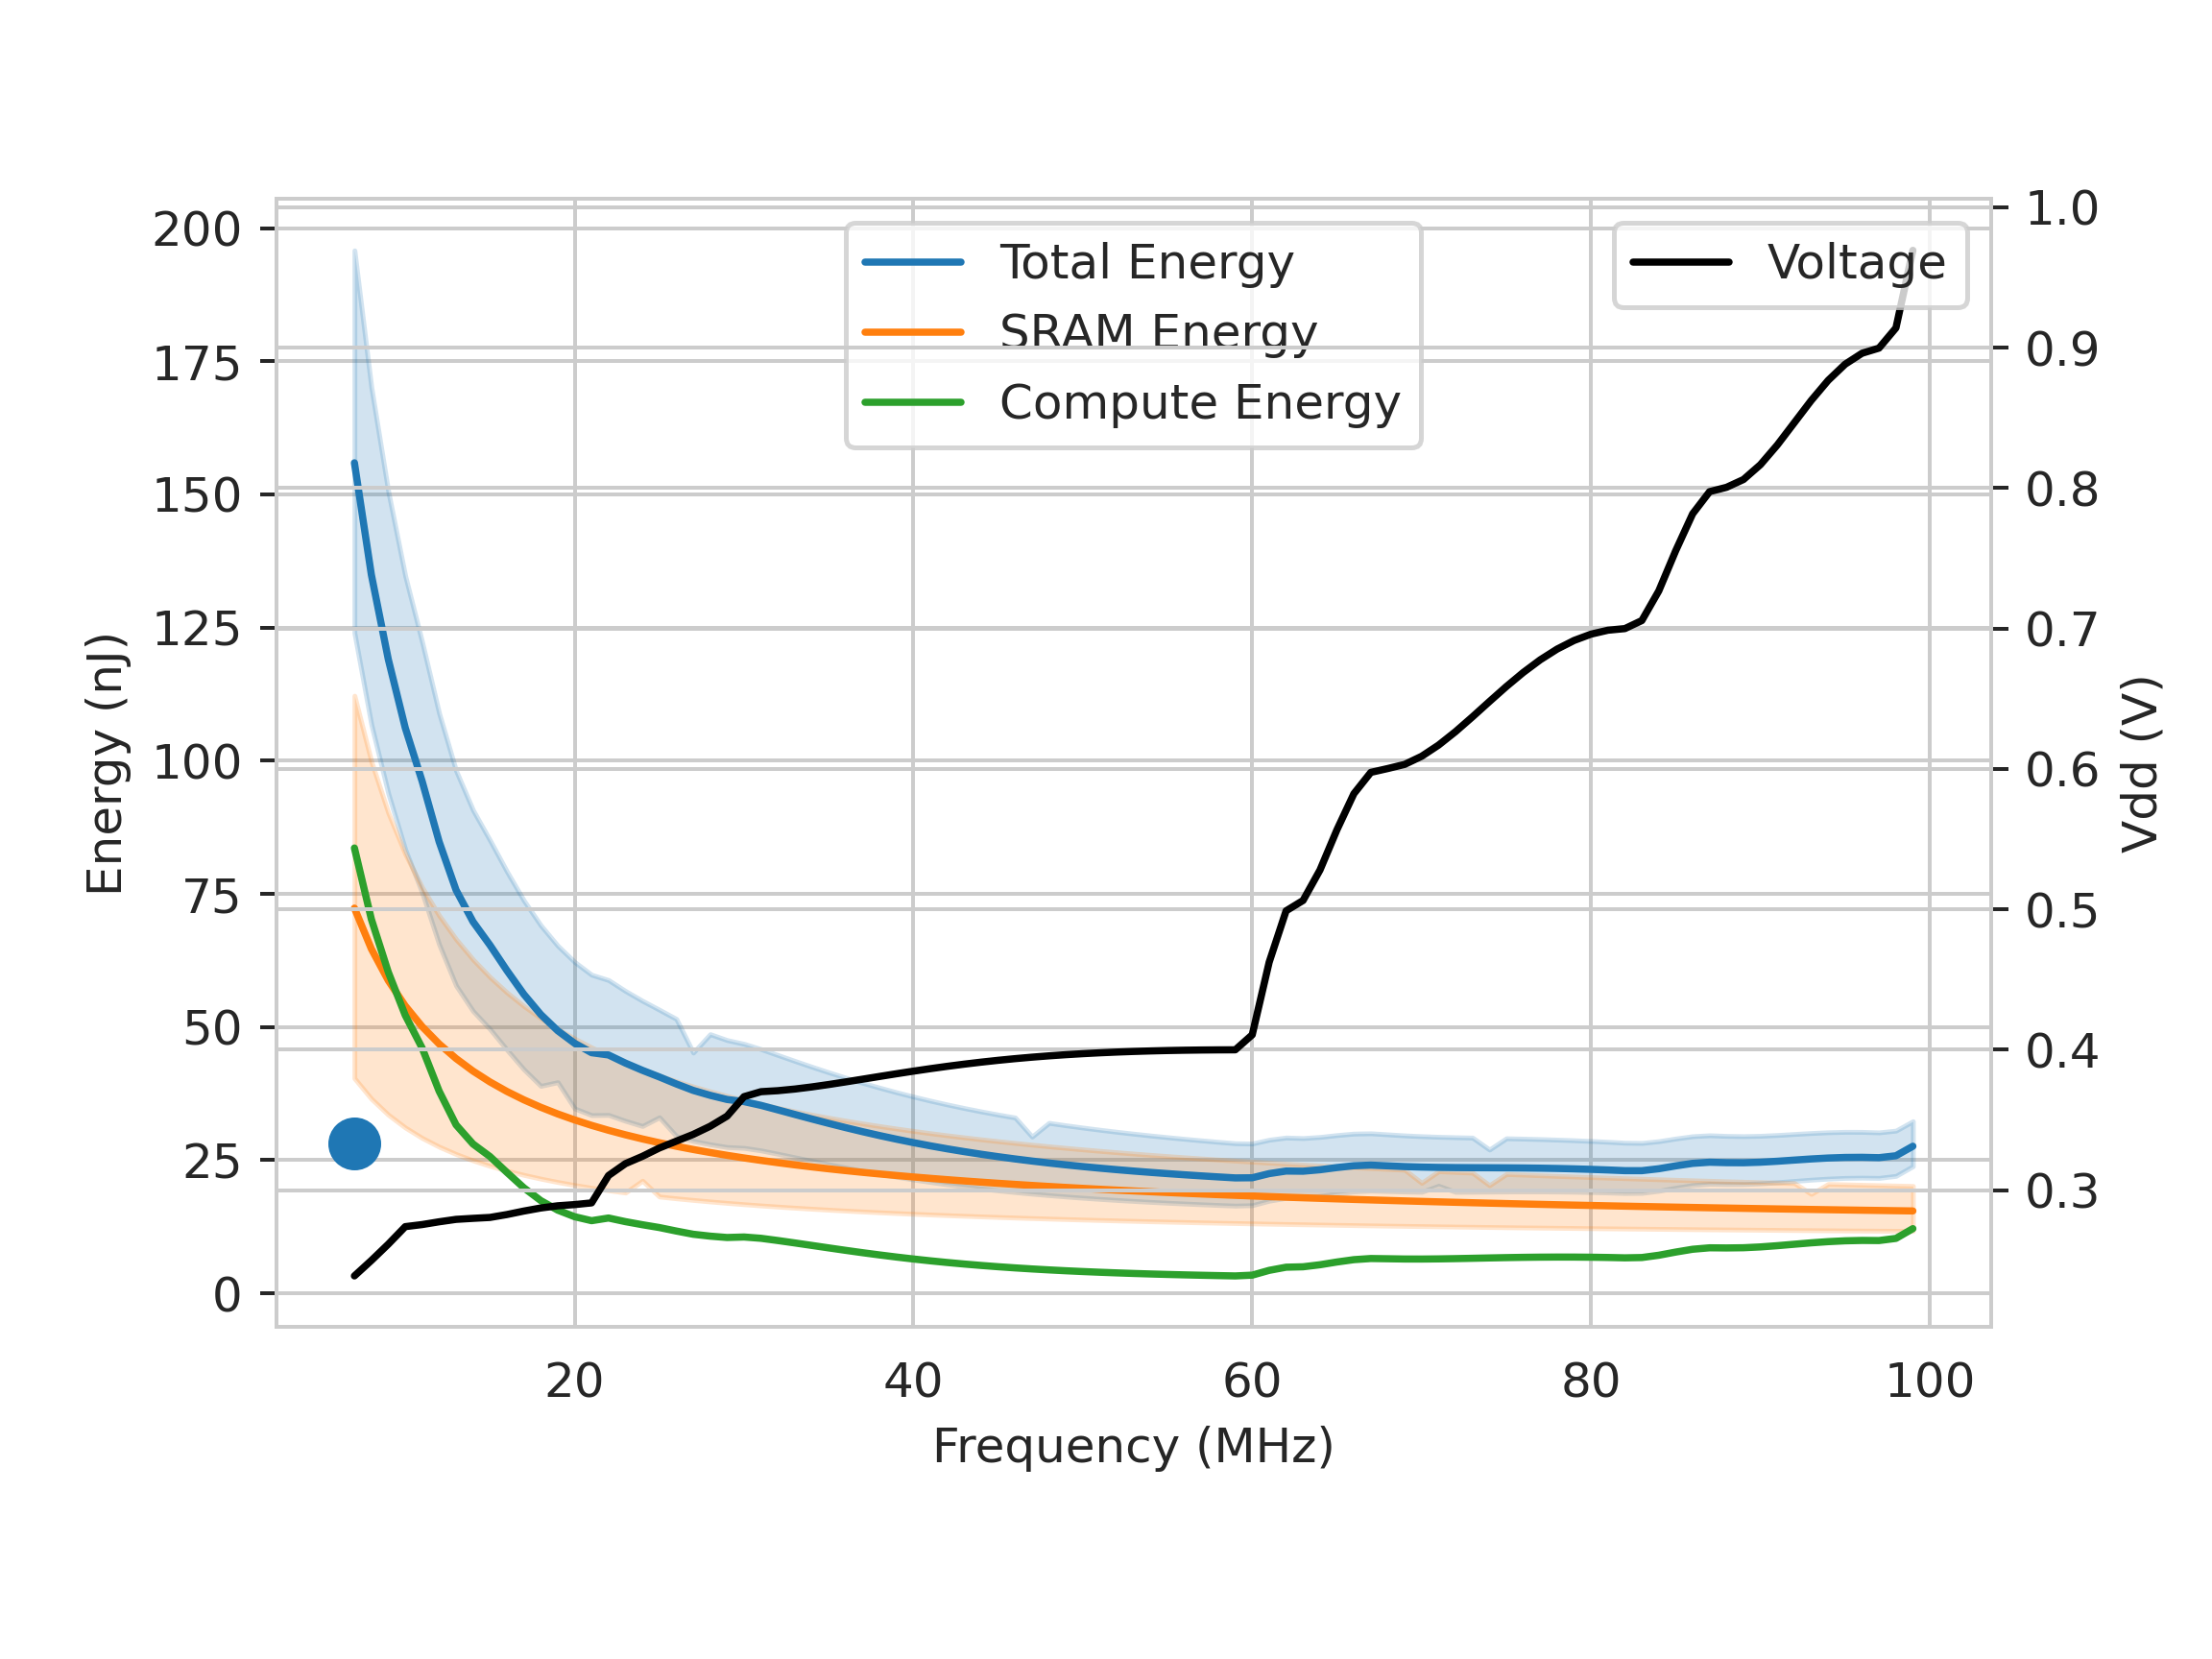 Total Energy
SRAM Energy
Compute Energy
Voltage
200
175
150
125
100
75
50
25
0
Energy (nJ)
1.0
0.9
0.8
0.7
0.6
0.5
0.4
0.3
Vdd (V)
20 40 60 80 100
Frequency (MHz)